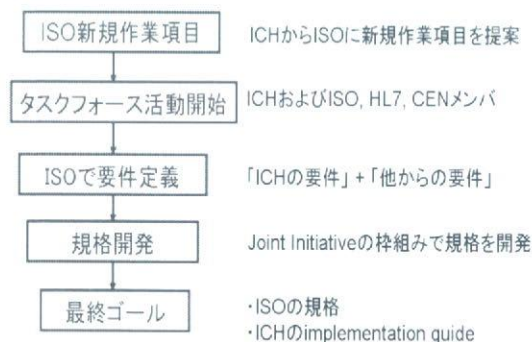 ISO新規作業項目
ICHからISOに新規作業項目を提案
タスクフォース活動開始
ICHおよびISO, HL7, CENメンバ
ISOで要件定義
「ICHの要件」+「他からの要件」
規格開発
Joint Initiativeの枠組みで規格を開発
最終ゴール
・ISOの規格
・ICHのimplementation guide